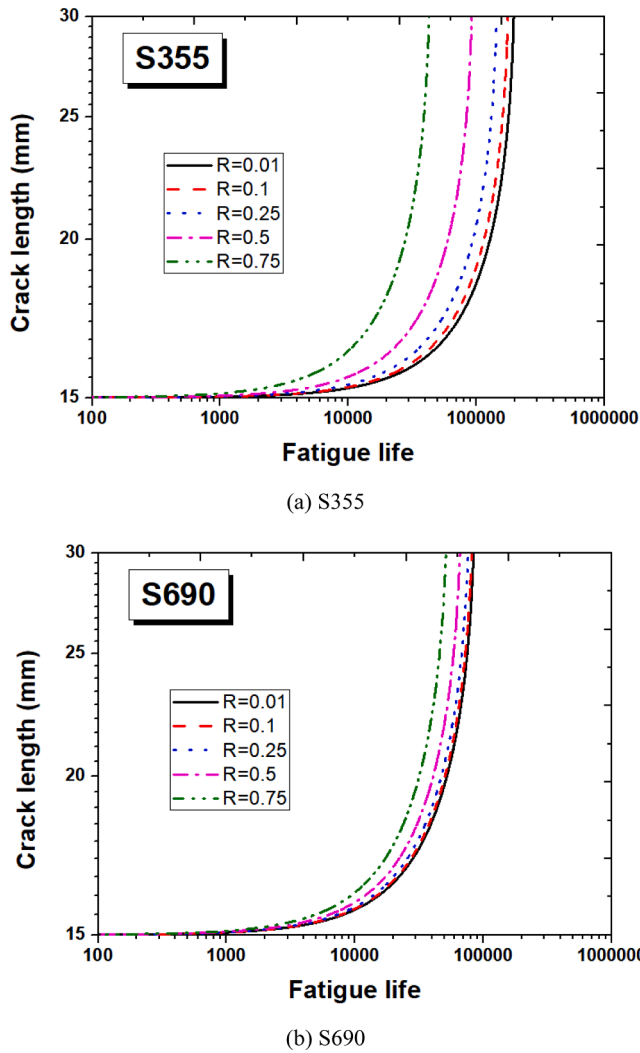 30
S355
25
Crack length (mm)
R=0.01
R=0.1
R=0.25
R=0.5
R=0.75
20
15
100
1000
10000
100000
1000000
Fatigue life
(a) S355
30
S690
25
Crack length (mm)
R=0.01
R=0.1
R=0.25
R=0.5
R=0.75
20
15
100
1000
10000
100000
1000000
Fatigue life
(b) S690